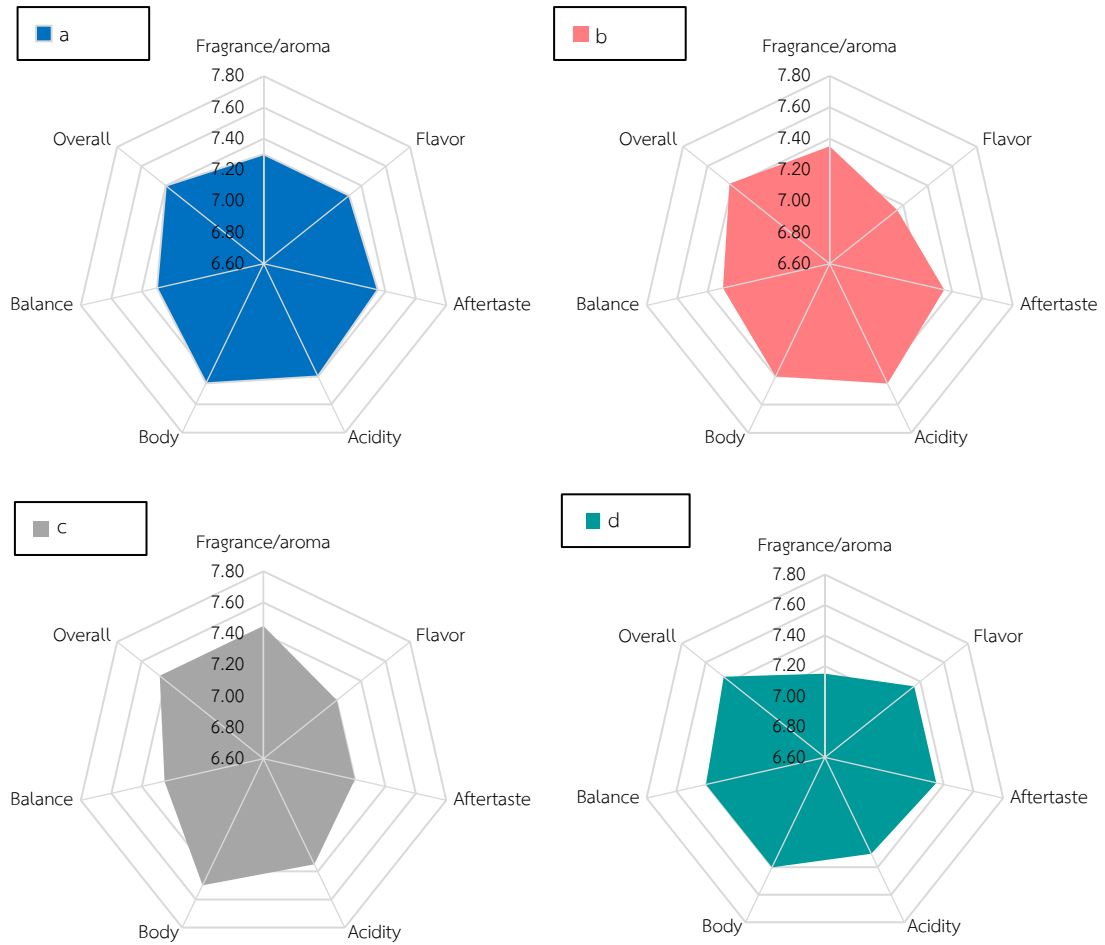 a
Fragrance/aroma
7.80
7.60
7.40
7.20
7.00
6.80
6.60
Flavor
Aftertaste
Acidity
Body
Balance
Overall
b
Fragrance/aroma
7.80
7.60
7.40
7.20
7.00
6.80
6.60
Flavor
Aftertaste
Acidity
Body
Balance
Overall
c
Fragrance/aroma
7.80
7.60
7.40
7.20
7.00
6.80
6.60
Flavor
Aftertaste
Acidity
Body
Balance
Overall
d
Fragrance/aroma
7.80
7.60
7.40
7.20
7.00
6.80
6.60
Flavor
Aftertaste
Acidity
Body
Balance
Overall